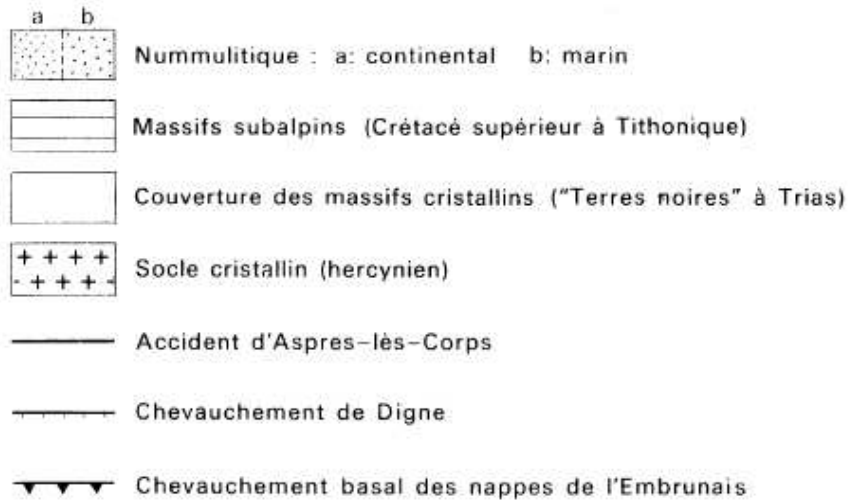 a b
Nummulitique : a: continental b: marin
Massifs subalpins (Crétacé supérieur à Tithonique)
Couverture des massifs cristallins ("Terres noires" à Trias)
Socle cristallin (hercynien)
Accident d'Aspres-lès-Corps
Chevauchement de Digne
Chevauchement basal des nappes de l'Embrunais